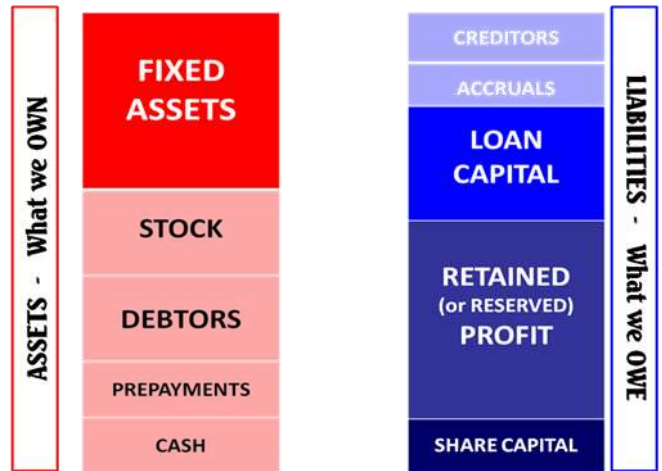 ASSETS - What we OWN
FIXED
ASSETS
STOCK
DEBTORS
PREPAYMENTS
CASH
CREDITORS
ACCRUALS
LOAN
CAPITAL
RETAINED
(or RESERVED)
PROFIT
SHARE CAPITAL
LIABILITIES - What we OWE